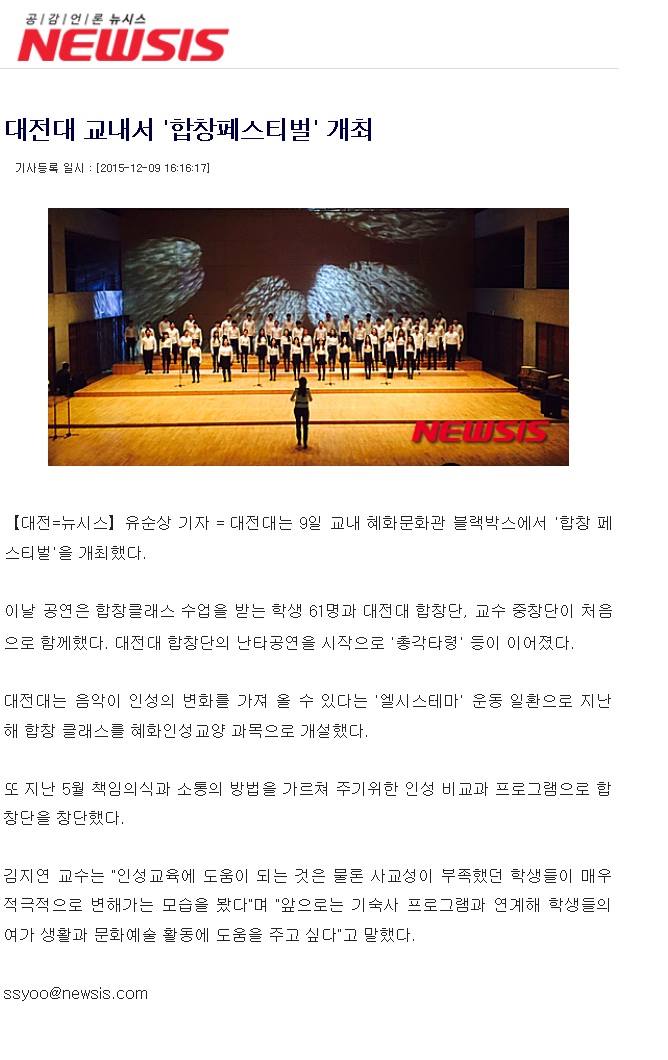 공|감|언|론 뉴시스
NEWSIS
대전대 교내서 '합창페스티벌' 개최
기사등록 일시 : [2015-12-09 16:16:17]
NEWSIS
【대전=뉴시스】유순상 기자 = 대전대는 9일 교내 혜화문화관 블랙박스에서 '합창 페
스티벌'을 개최했다.
이날 공연은 합창클래스 수업을 받는 학생 61명과 대전대 합창단, 교수 중창단이 처음
으로 함께했다. 대전대 합창단의 난타공연을 시작으로 '총각타령' 등이 이어졌다.
대전대는 음악이 인성의 변화를 가져 올 수 있다는 '엘시스테마' 운동 일환으로 지난
해 합창 클래스를 혜화인성교양 과목으로 개설했다.
또 지난 5월 책임의식과 소통의 방법을 가르쳐 주기위한 인성 비교과 프로그램으로 합
창단을 창단했다.
김지연 교수는 "인성교육에 도움이 되는 것은 물론 사교성이 부족했던 학생들이 매우
적극적으로 변해가는 모습을 봤다"며 "앞으로는 기숙사 프로그램과 연계해 학생들의
여가 생활과 문화예술 활동에 도움을 주고 싶다"고 말했다.
ssyoo@newsis.com